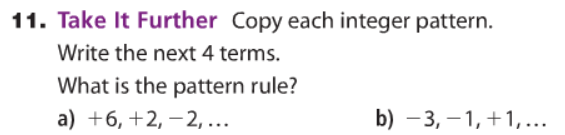 11. Take It Further Copy each integer pattern.
Write the next 4 terms.
What is the pattern rule?
a) +6, +2, −2, ... b) −3, −1, +1, ...